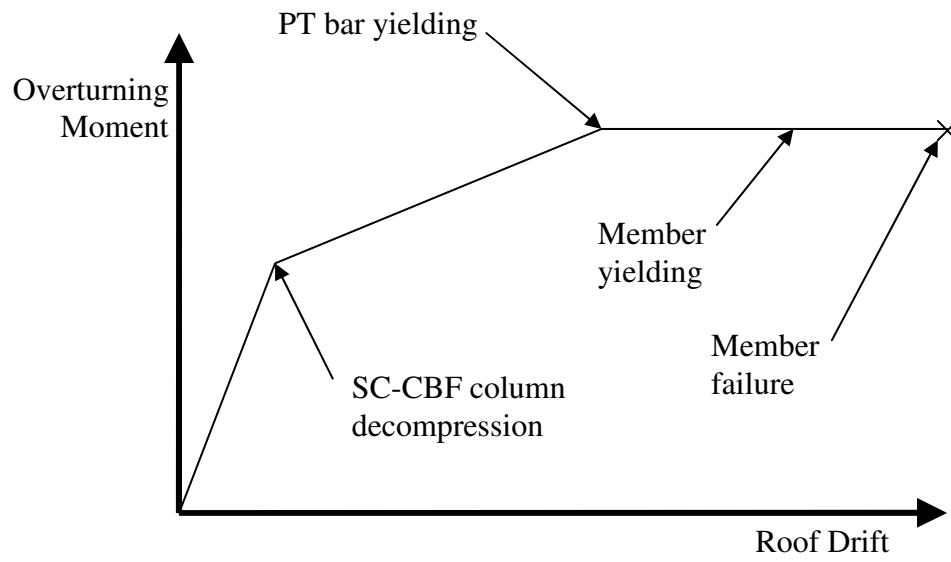 PT bar yielding
Overturning
Moment
Member
yielding
Member
failure
SC-CBF column
decompression
Roof Drift